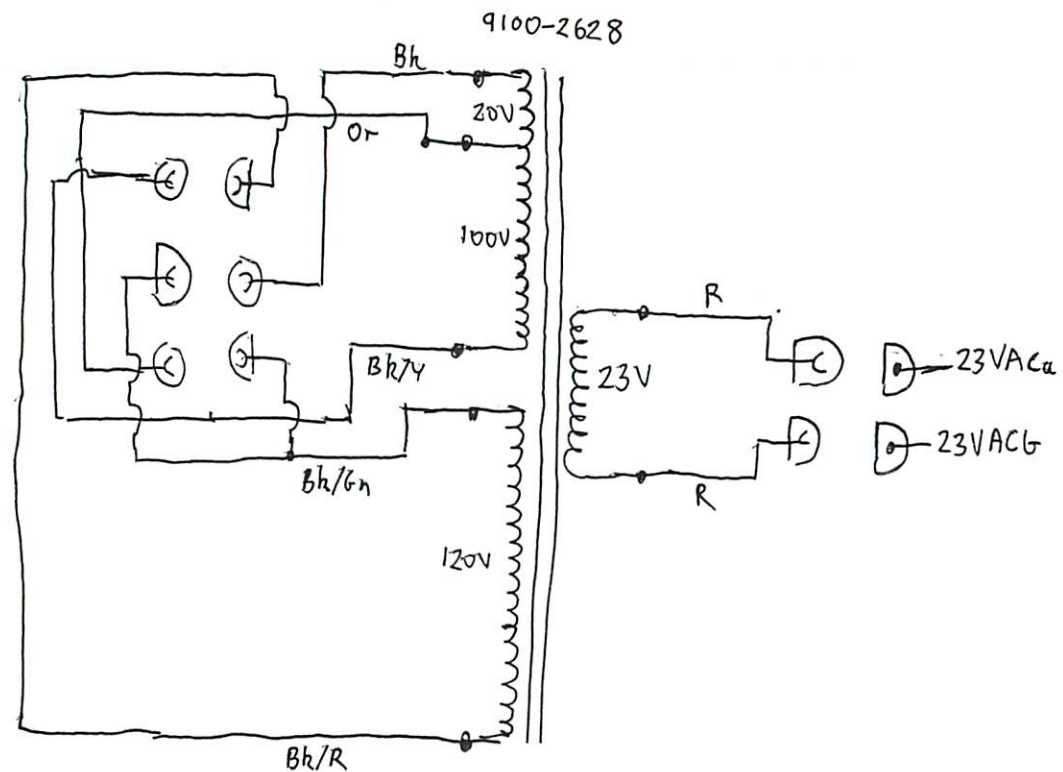 9100-2628
Bk
20V
Or
100V
Bk/Y
R
23V
23VACa
23VACG
R
Bk/Gn
120V
Bk/R